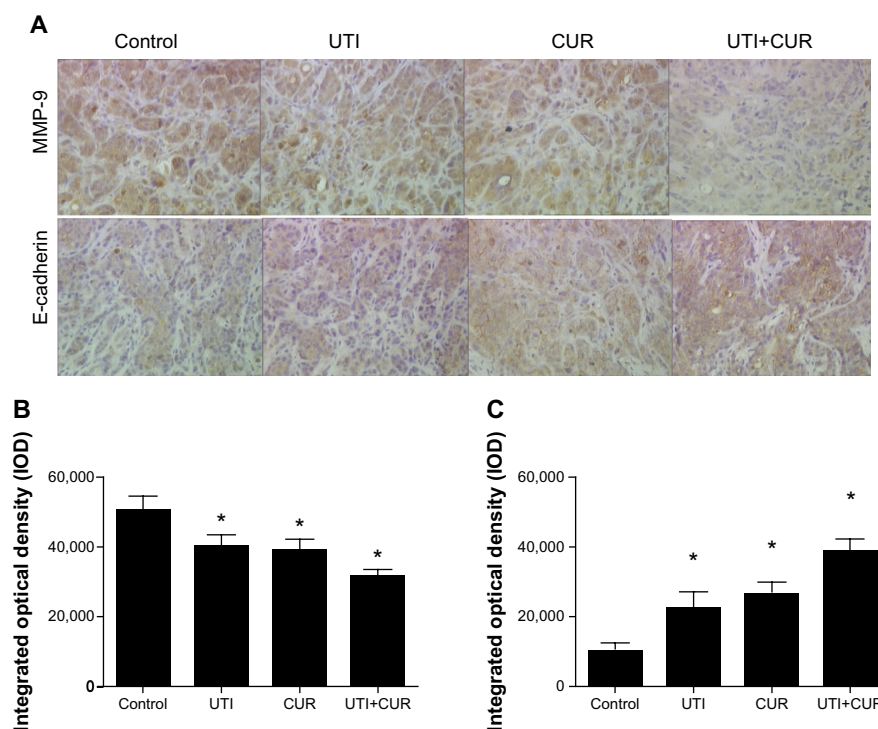 A
Control UTI CUR UTI+CUR
MMP-9
E-cadherin
B
Integrated optical density (IOD)
60,000
40,000
20,000
0
* * *
Control UTI CUR UTI+CUR
C
Integrated optical density (IOD)
60,000
40,000
20,000
0
* * *
Control UTI CUR UTI+CUR